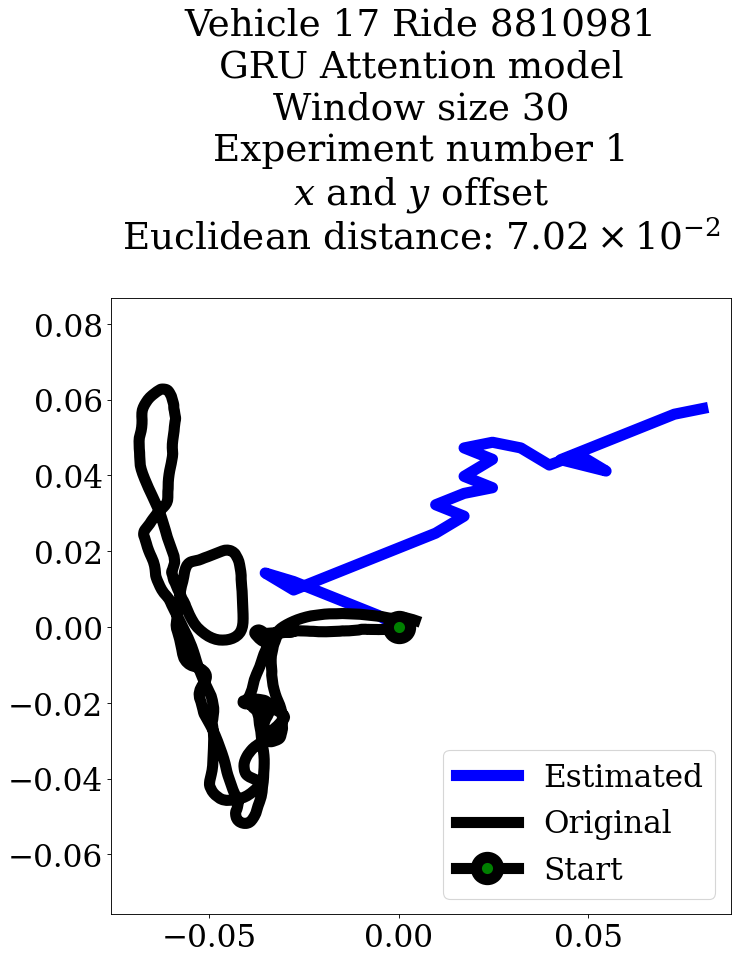 Vehicle 17 Ride 8810981
GRU Attention model
Window size 30
Experiment number 1
x and y offset
Euclidean distance: 7.02 × 10⁻²
0.08
0.06
0.04
0.02
0.00
−0.02
−0.04
−0.06
Estimated
Original
Start
−0.05 0.00 0.05